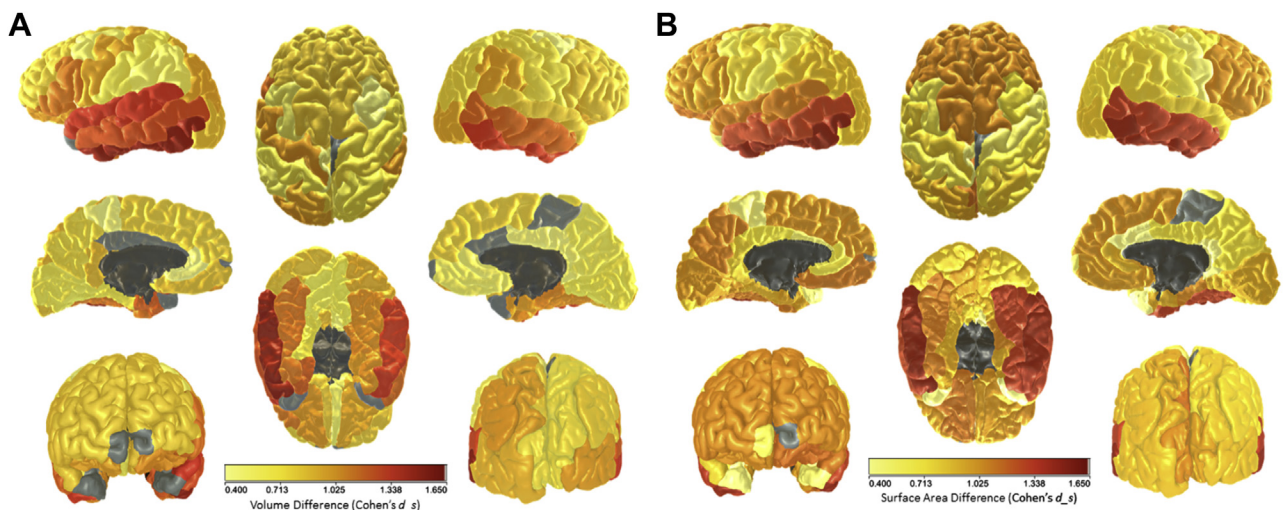 A
B
0.400 0.713 1.025 1.338 1.650
Volume Difference (Cohen's d_s)
0.400 0.713 1.025 1.338 1.650
Surface Area Difference (Cohen's d_s)